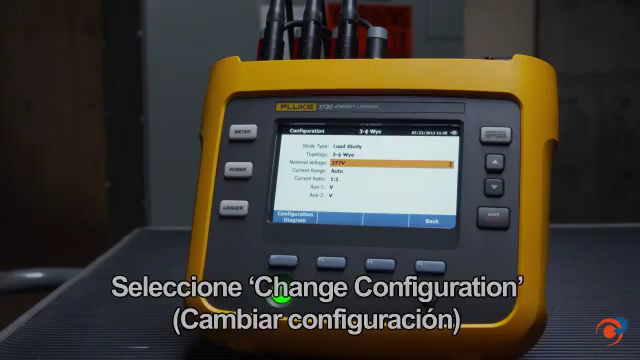 FLUKE 1730 ENERGY LOGGER
Configuration 3-ϕ Wye
METER
Study Type: Load Study
Topology: 3-ϕ Wye
Nominal Voltage: 277V
Current Range: Auto
Current Ratio: 1:1
Aux-1: V
Aux-2: V
POWER
LOGGER
SAVE
Configuration Back
Diagram
Seleccione ‘Change Configuration’
(Cambiar configuración)